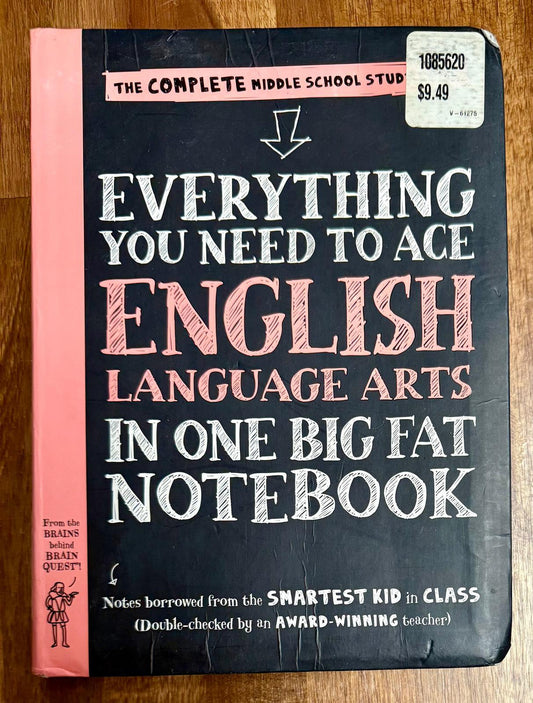 1085620
$9.49
V-61275
THE COMPLETE MIDDLE SCHOOL STUD
EVERYTHING
YOU NEED TO ACE
ENGLISH
LANGUAGE ARTS
IN ONE BIG FAT
NOTEBOOK
From the
BRAINS
behind
BRAIN
QUEST®!
Notes borrowed from the SMARTEST KID in CLASS
(Double-checked by an AWARD-WINNING teacher)